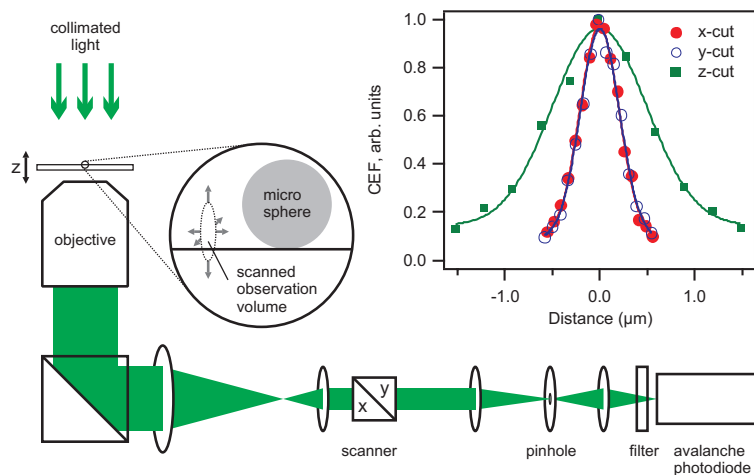 collimated
light
z
objective
micro
sphere
scanned
observation
volume
x
y
scanner
pinhole
filter
avalanche
photodiode
CEF, arb. units
1.0
0.8
0.6
0.4
0.2
0.0
x-cut
y-cut
z-cut
-1.0
0.0
1.0
Distance (µm)